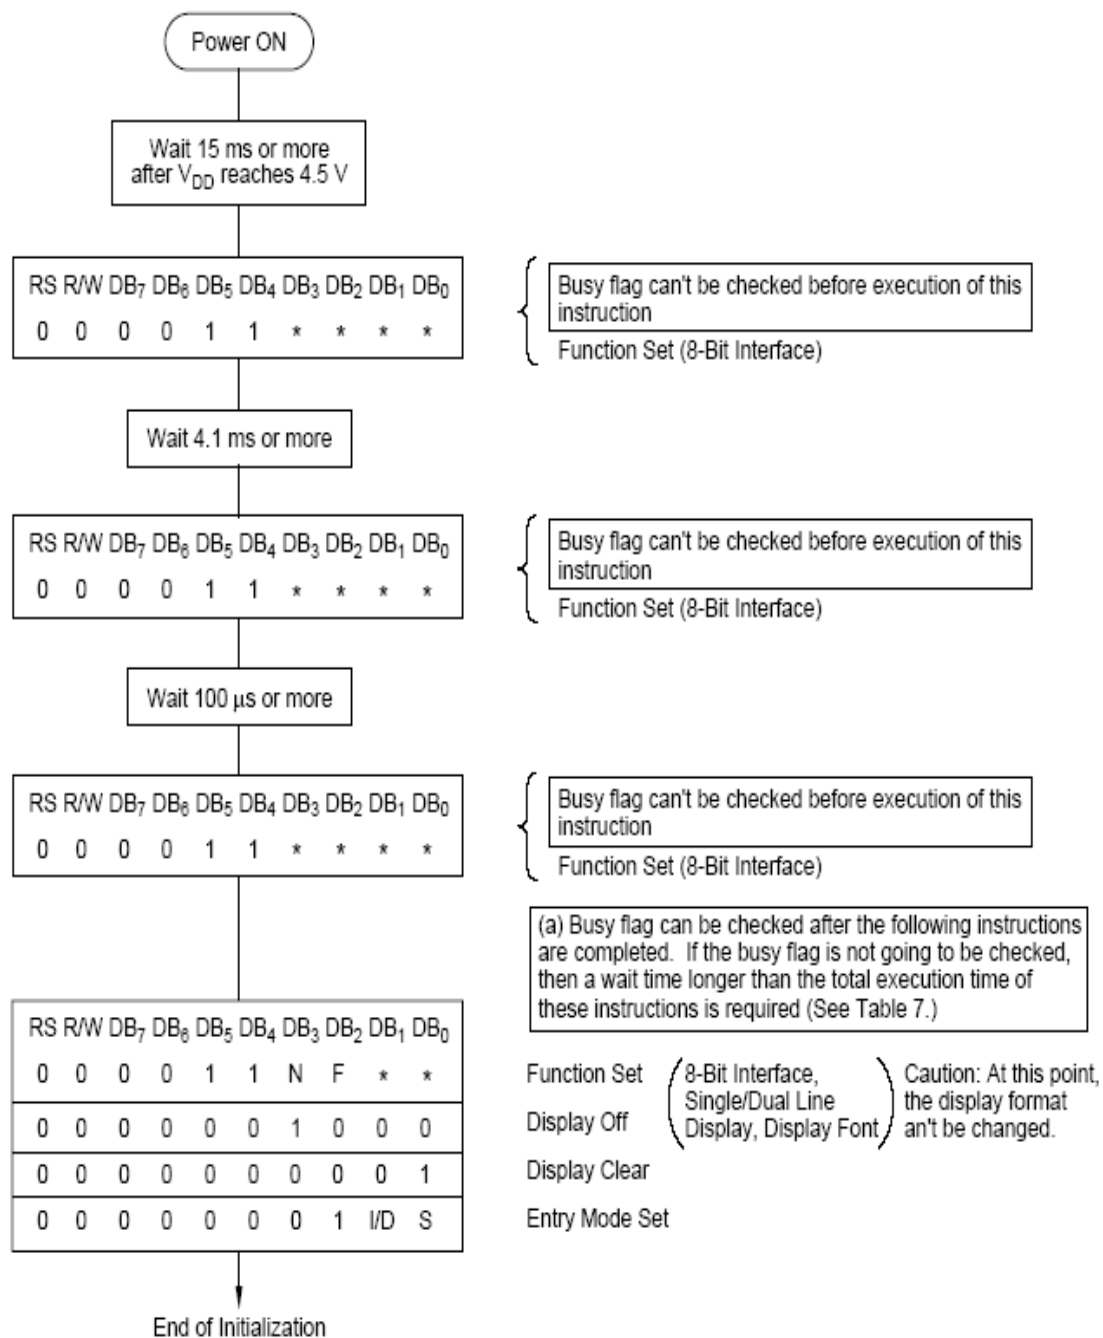 Power ON
Wait 15 ms or more
after VDD reaches 4.5 V
RS R/W DB7 DB6 DB5 DB4 DB3 DB2 DB1 DB0
0 0 0 0 1 1 * * * *
Busy flag can't be checked before execution of this
instruction
Function Set (8-Bit Interface)
Wait 4.1 ms or more
RS R/W DB7 DB6 DB5 DB4 DB3 DB2 DB1 DB0
0 0 0 0 1 1 * * * *
Busy flag can't be checked before execution of this
instruction
Function Set (8-Bit Interface)
Wait 100 μs or more
RS R/W DB7 DB6 DB5 DB4 DB3 DB2 DB1 DB0
0 0 0 0 1 1 * * * *
Busy flag can't be checked before execution of this
instruction
Function Set (8-Bit Interface)
(a) Busy flag can be checked after the following instructions
are completed. If the busy flag is not going to be checked,
then a wait time longer than the total execution time of
these instructions is required (See Table 7.)
RS R/W DB7 DB6 DB5 DB4 DB3 DB2 DB1 DB0
0 0 0 0 1 1 N F * *
0 0 0 0 0 0 1 0 0 0
0 0 0 0 0 0 0 0 0 1
0 0 0 0 0 0 0 1 I/D S
Function Set
Display Off
Display Clear
Entry Mode Set
8-Bit Interface,
Single/Dual Line
Display, Display Font
Caution: At this point,
the display format
an't be changed.
End of Initialization